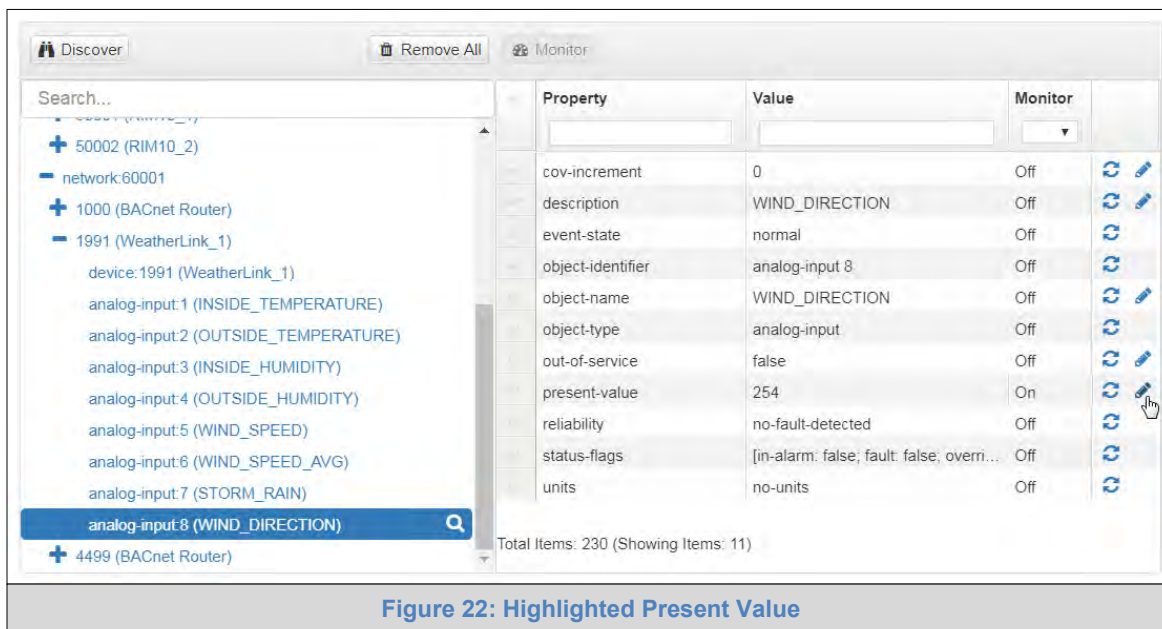 Discover Remove All Monitor
Search...
50002 (RIM10_2)
network:60001
1000 (BACnet Router)
1991 (WeatherLink_1)
device:1991 (WeatherLink_1)
analog-input:1 (INSIDE_TEMPERATURE)
analog-input:2 (OUTSIDE_TEMPERATURE)
analog-input:3 (INSIDE_HUMIDITY)
analog-input:4 (OUTSIDE_HUMIDITY)
analog-input:5 (WIND_SPEED)
analog-input:6 (WIND_SPEED_AVG)
analog-input:7 (STORM_RAIN)
analog-input:8 (WIND_DIRECTION)
4499 (BACnet Router)
Property Value Monitor
cov-increment 0 Off
description WIND_DIRECTION Off
event-state normal Off
object-identifier analog-input 8 Off
object-name WIND_DIRECTION Off
object-type analog-input Off
out-of-service false Off
present-value 254 On
reliability no-fault-detected Off
status-flags [in-alarm: false; fault: false; overri... Off
units no-units Off
Total Items: 230 (Showing Items: 11)
Figure 22: Highlighted Present Value